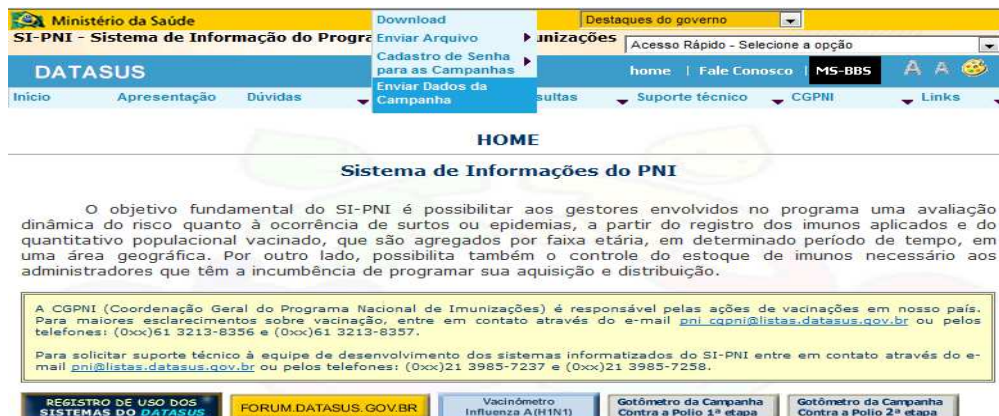 Ministério da Saúde
Destaques do governo
SI-PNI - Sistema de Informação do Progra
unizações
Acesso Rápido - Selecione a opção
Download
Enviar Arquivo
Cadastro de Senha
para as Campanhas
Enviar Dados da
Campanha
DATASUS
home | Fale Conosco | MS-BBS A A
Início Apresentação Dúvidas sultas Suporte técnico CGPNI Links
HOME
Sistema de Informações do PNI
O objetivo fundamental do SI-PNI é possibilitar aos gestores envolvidos no programa uma avaliação
dinâmica do risco quanto à ocorrência de surtos ou epidemias, a partir do registro dos imunos aplicados e do
quantitativo populacional vacinado, que são agregados por faixa etária, em determinado período de tempo, em
uma área geográfica. Por outro lado, possibilita também o controle do estoque de imunos necessário aos
administradores que têm a incumbência de programar sua aquisição e distribuição.
A CGPNI (Coordenação Geral do Programa Nacional de Imunizações) é responsável pelas ações de vacinações em nosso país.
Para maiores esclarecimentos sobre vacinação, entre em contato através do e-mail pni_cgpni@listas.datasus.gov.br ou pelos
telefones: (0xx)61 3213-8356 e (0xx)61 3213-8357.
Para solicitar suporte técnico à equipe de desenvolvimento dos sistemas informatizados do SI-PNI entre em contato através do e-
mail pni@listas.datasus.gov.br ou pelos telefones: (0xx)21 3985-7237 e (0xx)21 3985-7258.
REGISTRO DE USO DOS
SISTEMAS DO DATASUS
FORUM.DATASUS.GOV.BR
Vacinómetro
Influenza A(H1N1)
Gotômetro da Campanha
Contra a Polio 1ª etapa
Gotômetro da Campanha
Contra a Polio 2ª etapa